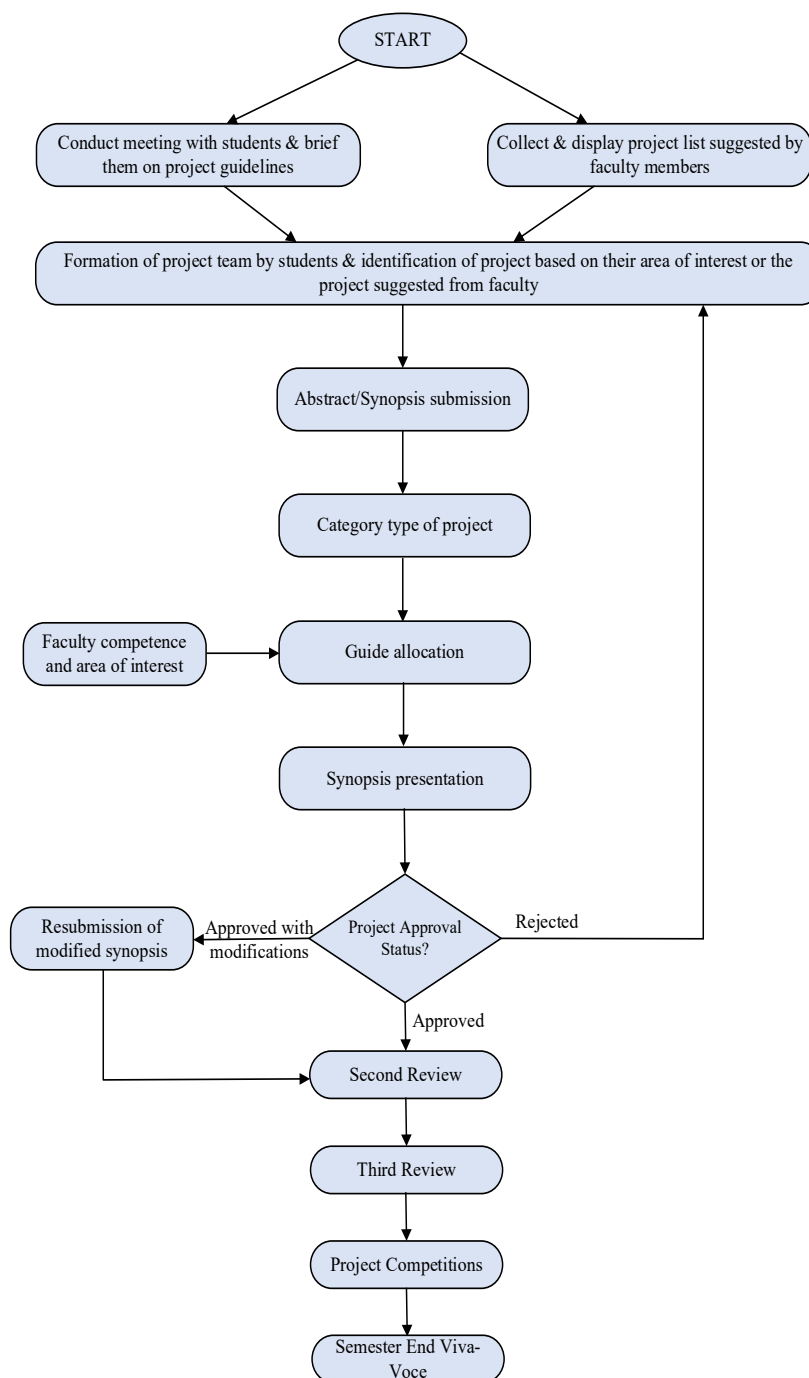 START
Conduct meeting with students & brief
them on project guidelines
Collect & display project list suggested by
faculty members
Formation of project team by students & identification of project based on their area of interest or the
project suggested from faculty
Abstract/Synopsis submission
Category type of project
Faculty competence
and area of interest
Guide allocation
Synopsis presentation
Resubmission of
modified synopsis
Approved with
modifications
Project Approval
Status?
Rejected
Approved
Second Review
Third Review
Project Competitions
Semester End Viva-
Voce